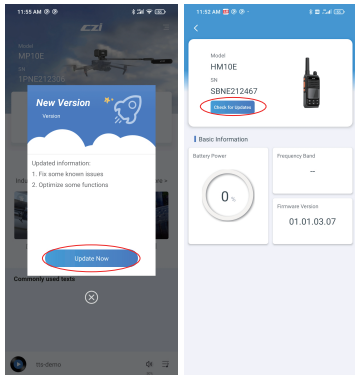 11:55 AM
czi
Model
MP10E
SN
1PNE212306
New Version
Version
Updated information:
1. Fix some known issues
2. Optimize some functions
Update Now
Commonly used texts
tts-demo
11:52 AM
Model
HM10E
SN
SBNE212467
Check for Updates
Basic Information
Battery Power
0 %
Frequency Band
--
Firmware Version
01.01.03.07